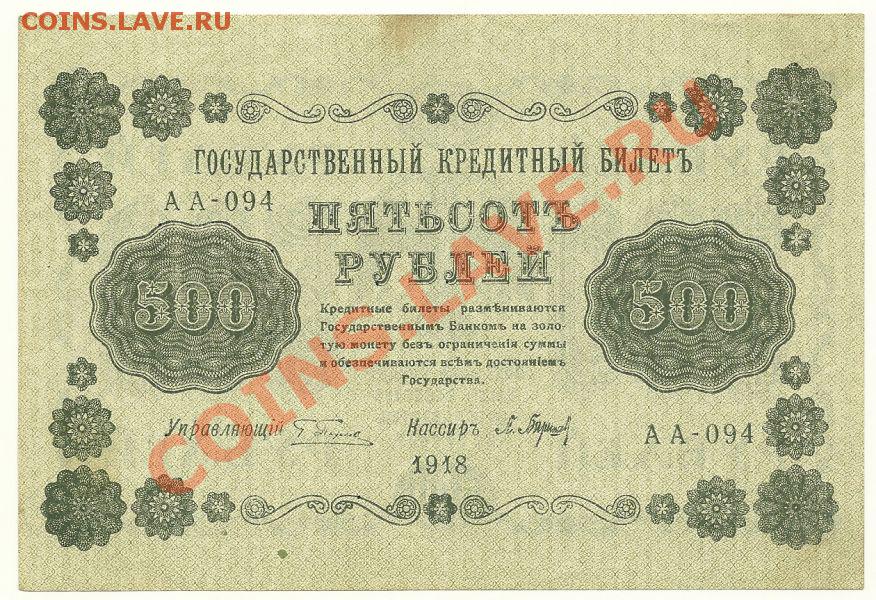 COINS.LAVE.RU
ГОСУДАРСТВЕННЫЙ КРЕДИТНЫЙ БИЛЕТЪ
АА-094
ПЯТЬСОТЪ
РУБЛЕЙ
500
500
Кредитные билеты размѣниваются
Государственнымъ Банкомъ на золо-
тую монету безъ ограниченія суммы
и обезпечиваются всѣмъ достояніемъ
Государства.
Управляющій
Кассиръ
АА-094
1918
COINS.LAVE.RU